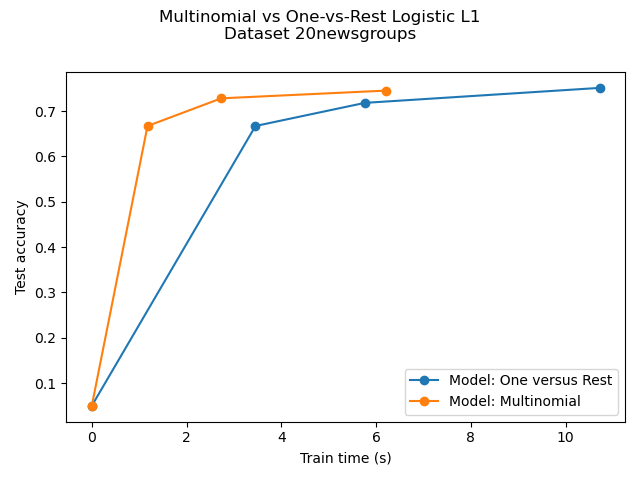 Multinomial vs One-vs-Rest Logistic L1
Dataset 20newsgroups
0.7
0.6
0.5
0.4
0.3
0.2
0.1
Test accuracy
Model: One versus Rest
Model: Multinomial
0 2 4 6 8 10
Train time (s)